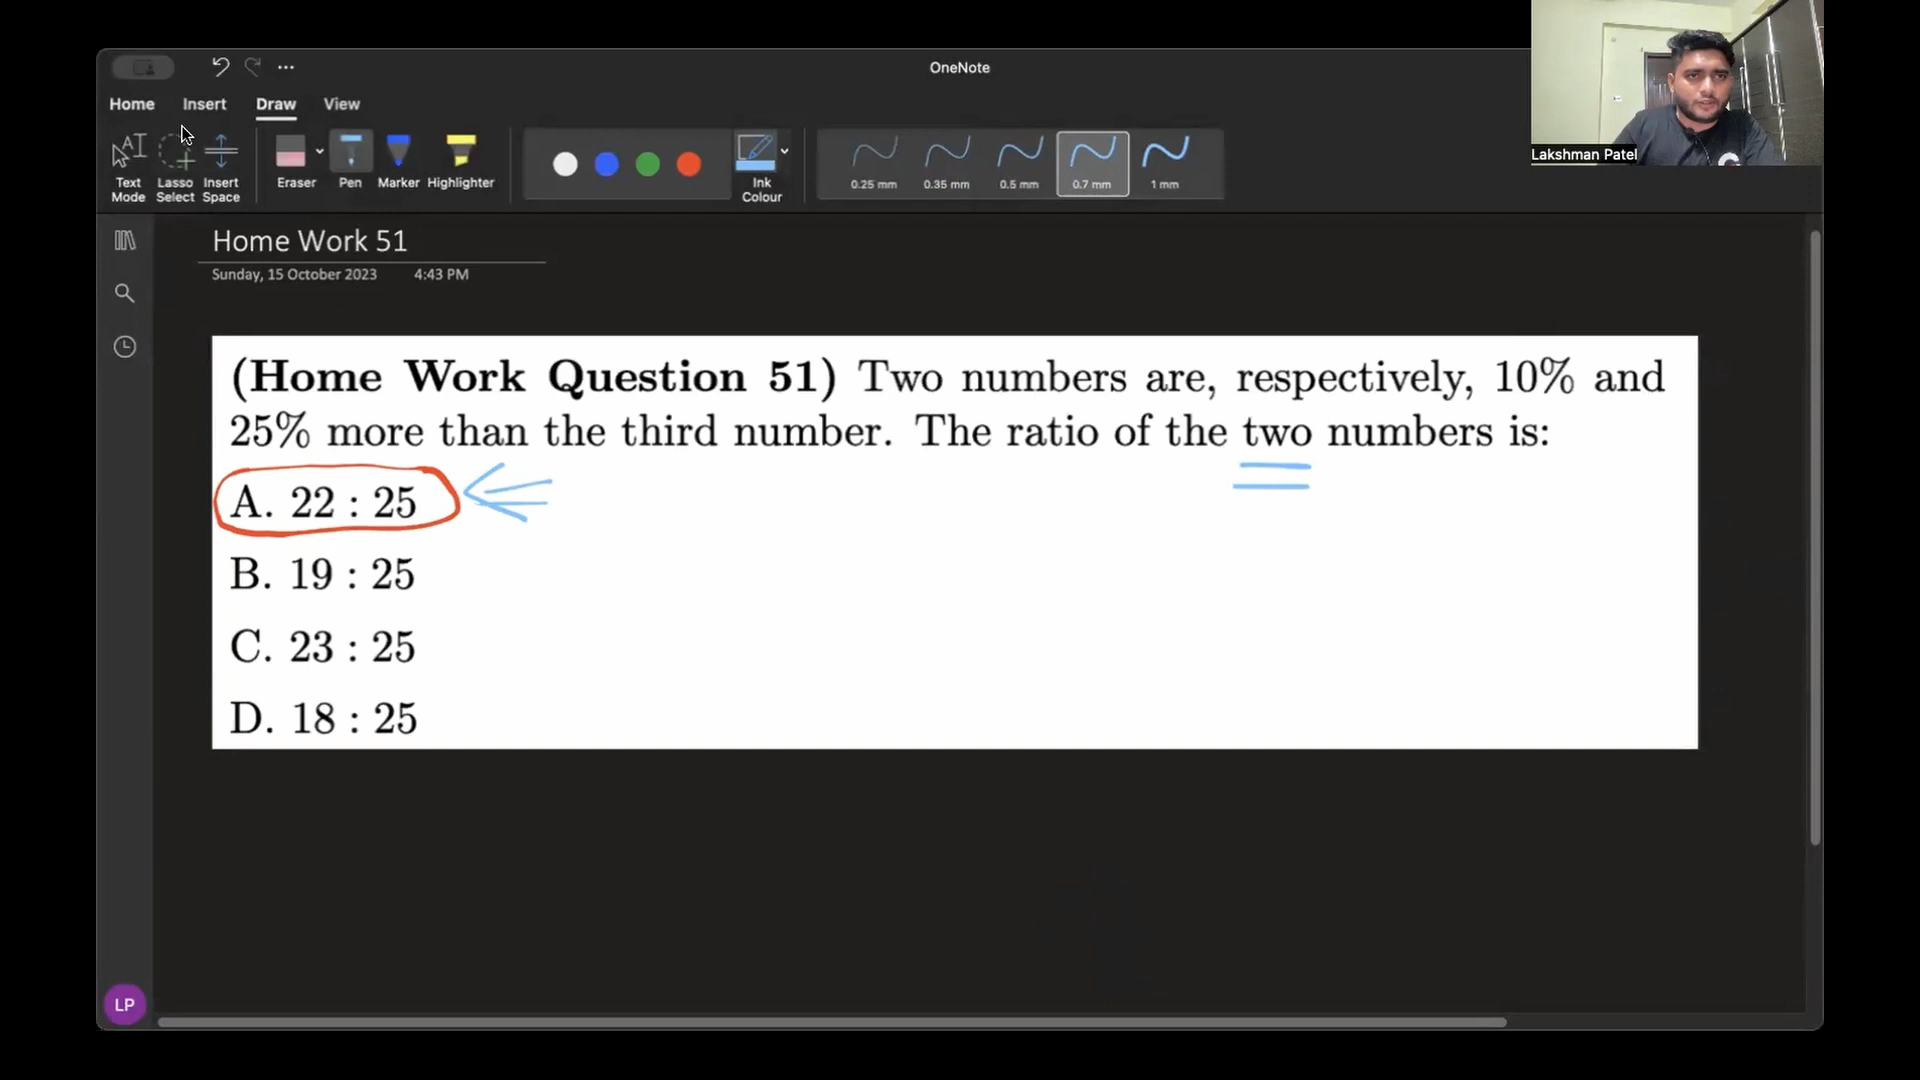 OneNote
Home Insert Draw View
Text Mode
Lasso Select
Insert Space
Eraser
Pen
Marker
Highlighter
Ink Colour
0.25 mm
0.35 mm
0.5 mm
0.7 mm
1 mm
Lakshman Patel
Home Work 51
Sunday, 15 October 2023 4:43 PM
(Home Work Question 51) Two numbers are, respectively, 10% and
25% more than the third number. The ratio of the two numbers is:
A. 22 : 25
B. 19 : 25
C. 23 : 25
D. 18 : 25
LP